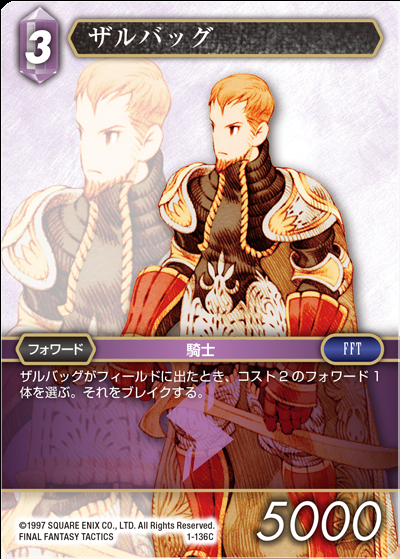 3
ザルバッグ
フォワード
騎士
FFT
ザルバッグがフィールドに出たとき、コスト2のフォワード1
体を選ぶ。それをブレイクする。
©1997 SQUARE ENIX CO., LTD. All Rights Reserved.
FINAL FANTASY TACTICS
1-136C
5000